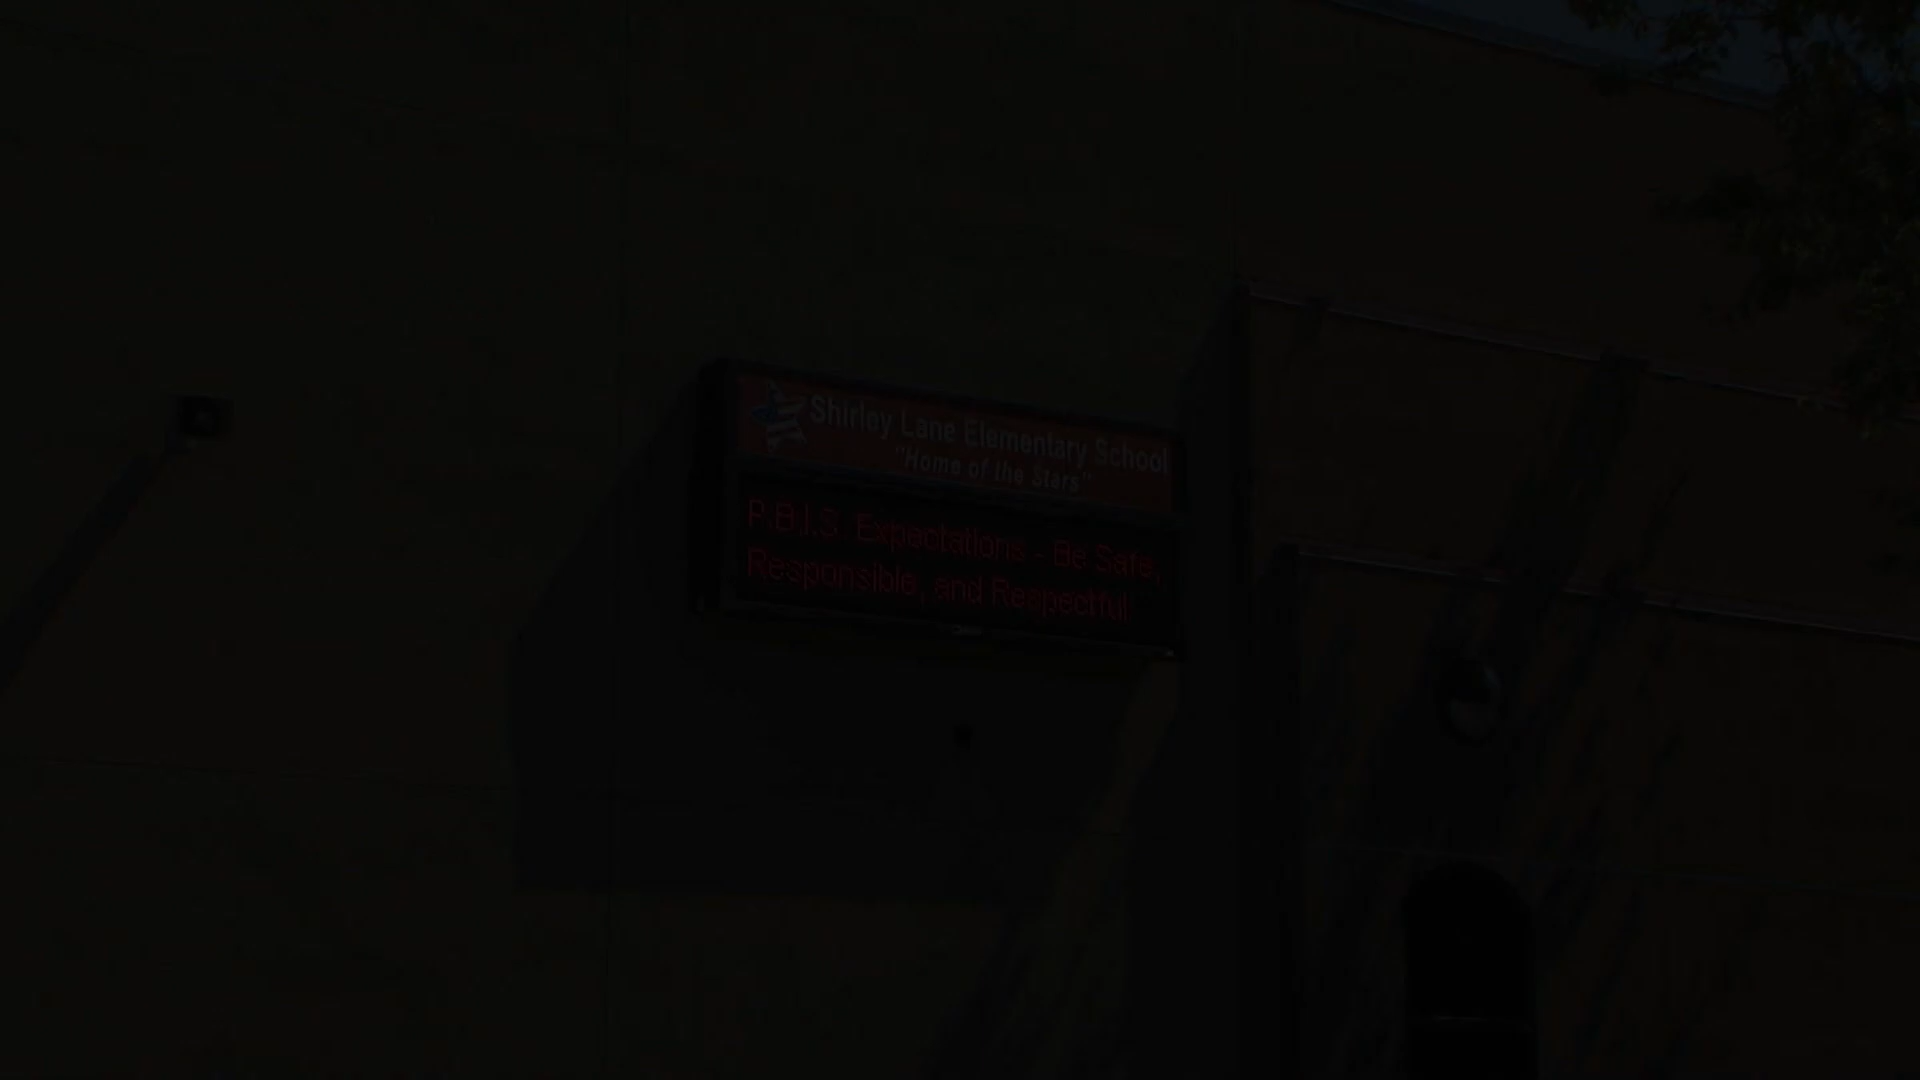 Shirley Lane Elementary School
"Home of the Stars"
P.B.I.S. Expectations - Be Safe,
Responsible, and Respectful